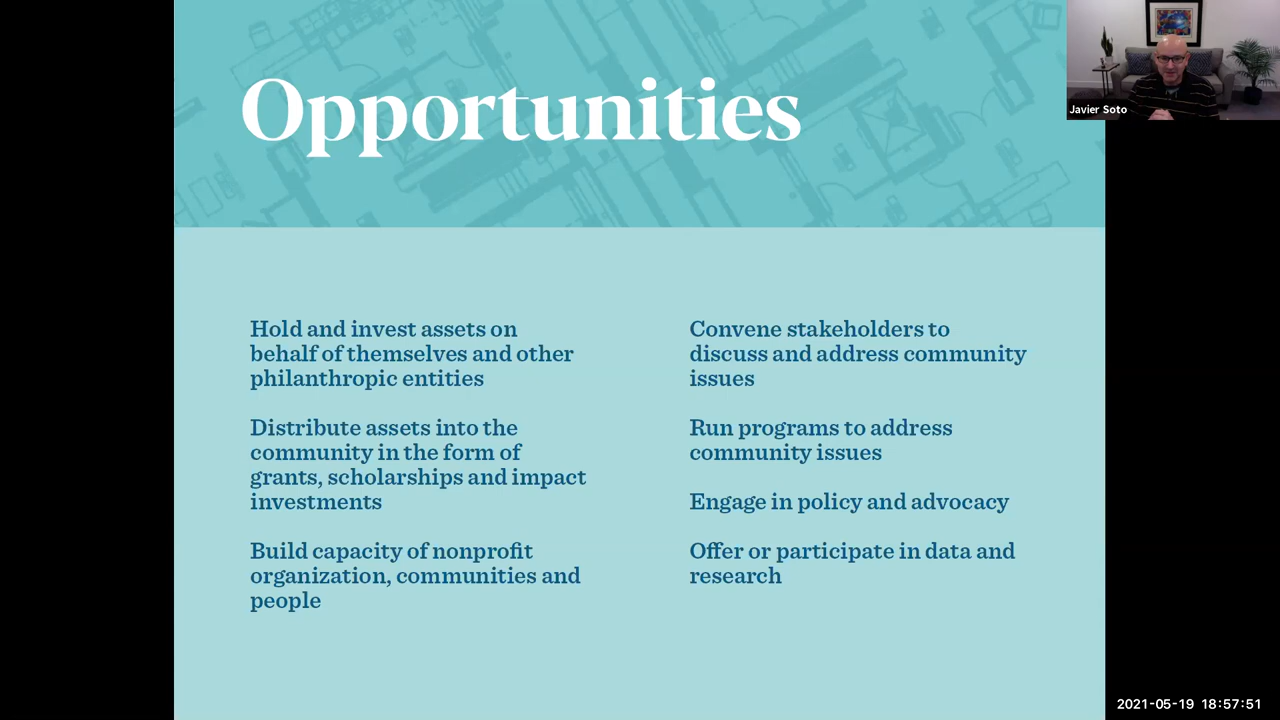 Opportunities
Javier Soto
Hold and invest assets on
behalf of themselves and other
philanthropic entities
Distribute assets into the
community in the form of
grants, scholarships and impact
investments
Build capacity of nonprofit
organization, communities and
people
Convene stakeholders to
discuss and address community
issues
Run programs to address
community issues
Engage in policy and advocacy
Offer or participate in data and
research
2021-05-19 18:57:51